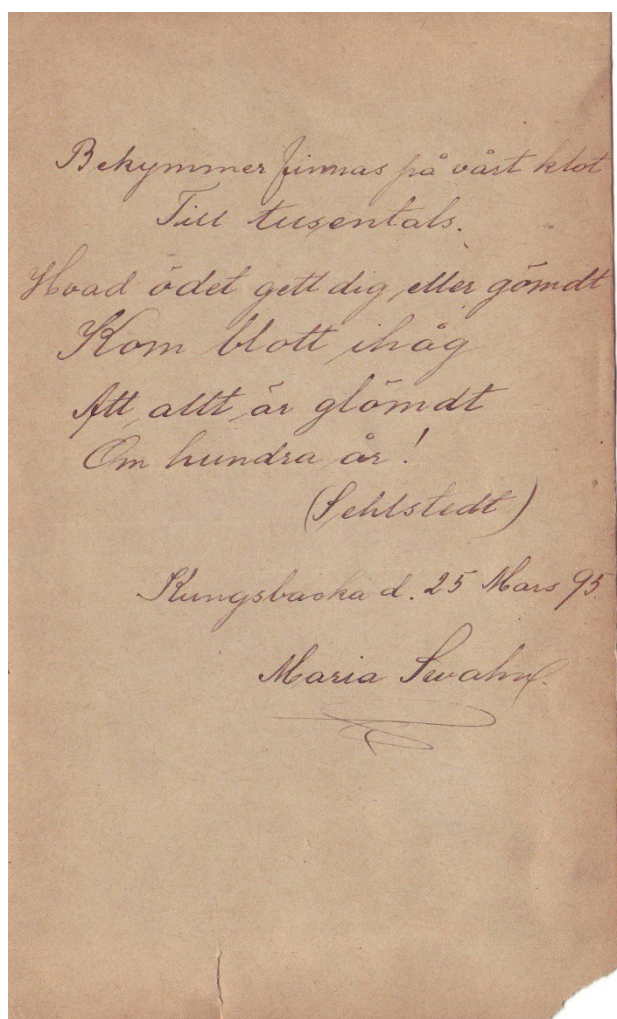 Bekymmer finnas på vårt klot
Till tusentals.
Hvad ödet gett dig eller gömdt
Kom blott ihåg
Att allt är glömdt
Om hundra år!
(Sehlstedt)
Kungsbacka d. 25 Mars 95.
Maria Swahn.